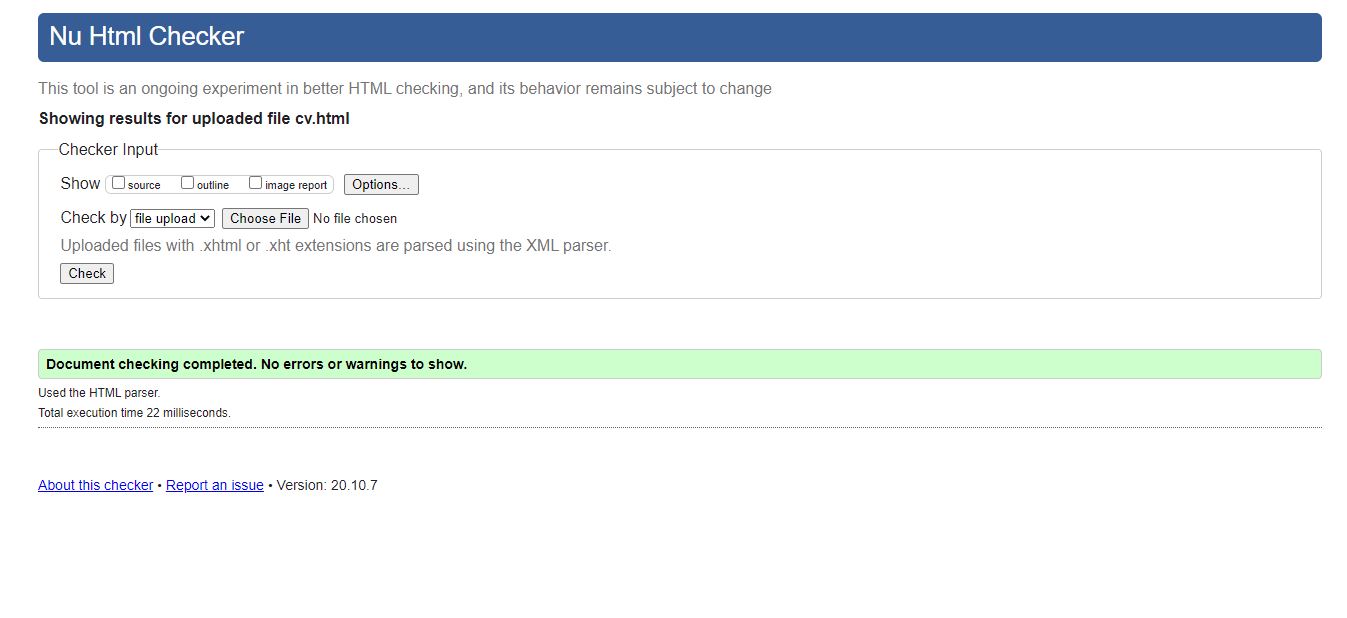 Nu Html Checker
This tool is an ongoing experiment in better HTML checking, and its behavior remains subject to change
Showing results for uploaded file cv.html
Checker Input
Show source outline image report Options...
Check by file upload Choose File No file chosen
Uploaded files with .xhtml or .xht extensions are parsed using the XML parser.
Check
Document checking completed. No errors or warnings to show.
Used the HTML parser.
Total execution time 22 milliseconds.
About this checker • Report an issue • Version: 20.10.7